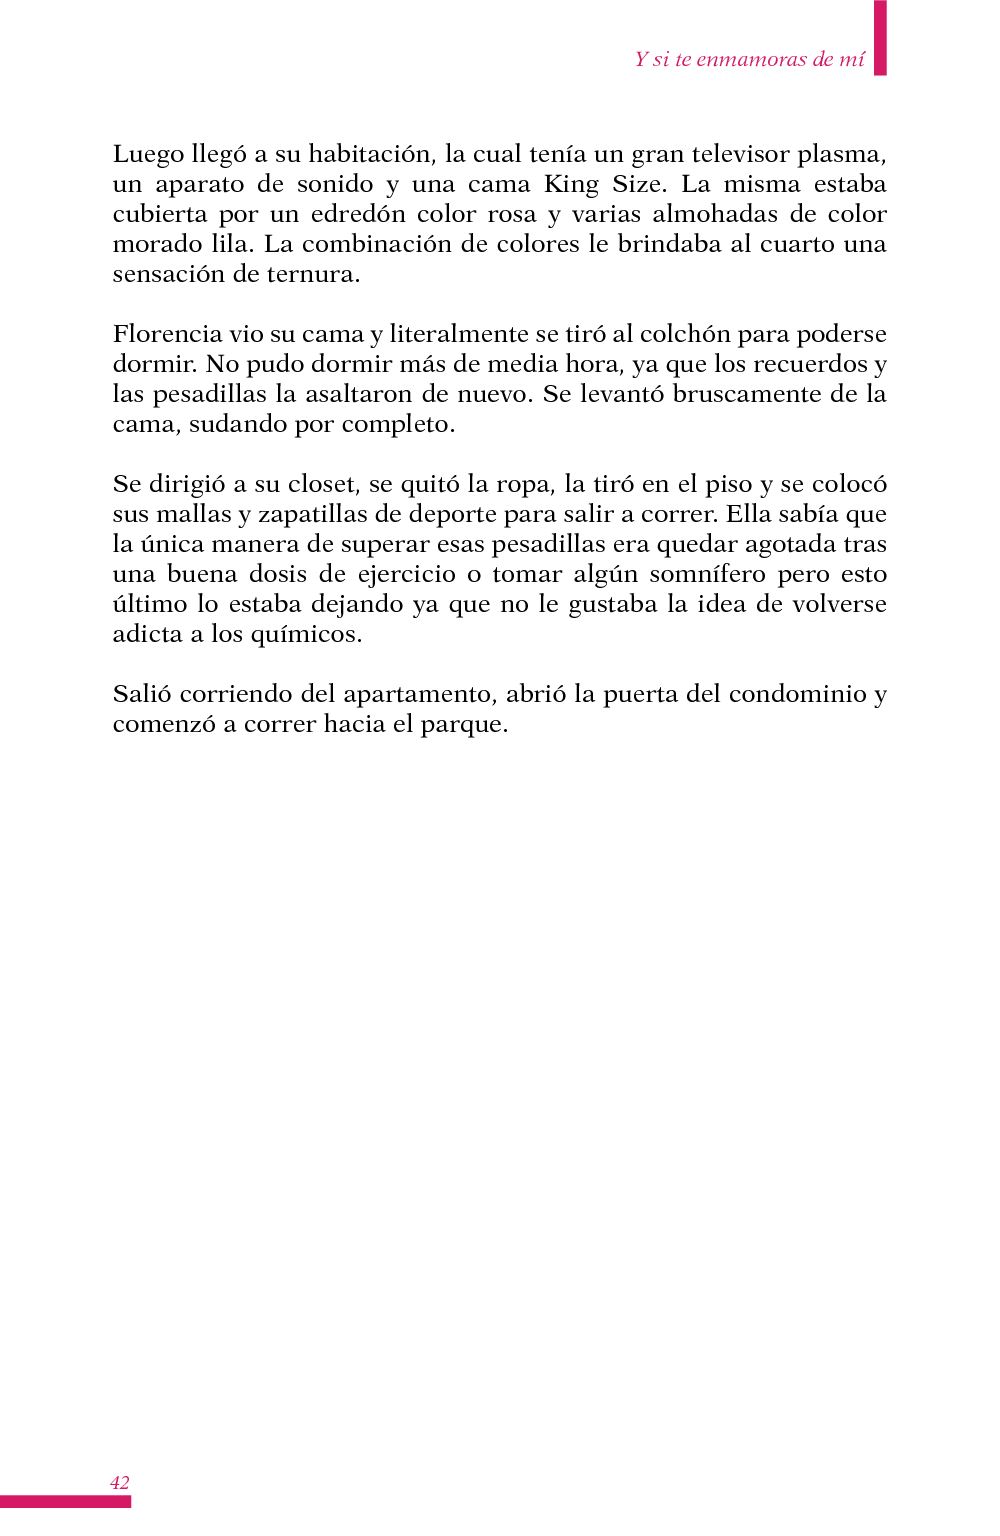 Y si te enmamoras de mí
Luego llegó a su habitación, la cual tenía un gran televisor plasma,
un aparato de sonido y una cama King Size. La misma estaba
cubierta por un edredón color rosa y varias almohadas de color
morado lila. La combinación de colores le brindaba al cuarto una
sensación de ternura.
Florencia vio su cama y literalmente se tiró al colchón para poderse
dormir. No pudo dormir más de media hora, ya que los recuerdos y
las pesadillas la asaltaron de nuevo. Se levantó bruscamente de la
cama, sudando por completo.
Se dirigió a su closet, se quitó la ropa, la tiró en el piso y se colocó
sus mallas y zapatillas de deporte para salir a correr. Ella sabía que
la única manera de superar esas pesadillas era quedar agotada tras
una buena dosis de ejercicio o tomar algún somnífero pero esto
último lo estaba dejando ya que no le gustaba la idea de volverse
adicta a los químicos.
Salió corriendo del apartamento, abrió la puerta del condominio y
comenzó a correr hacia el parque.
42